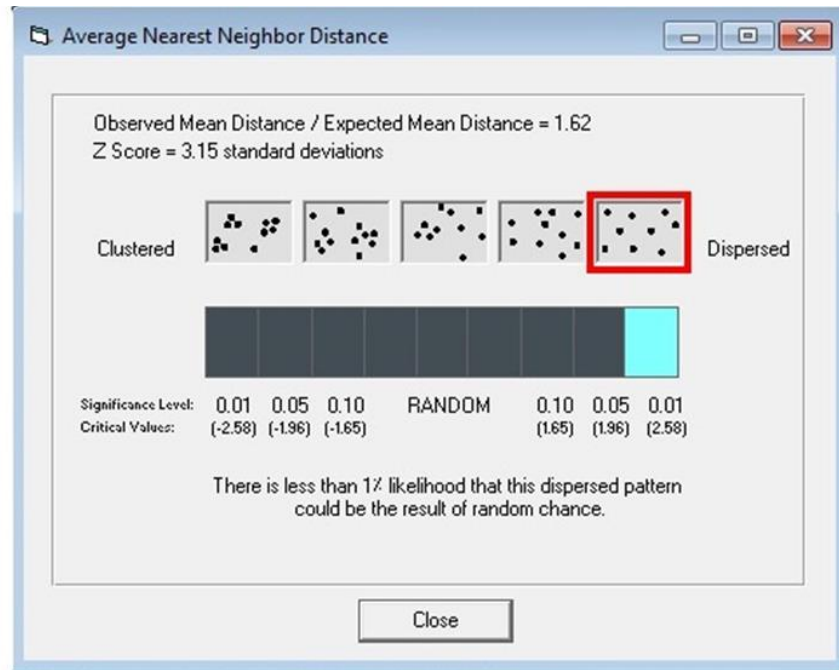 Average Nearest Neighbor Distance
Observed Mean Distance / Expected Mean Distance = 1.62
Z Score = 3.15 standard deviations
Clustered
Dispersed
Significance Level: 0.01 0.05 0.10 RANDOM 0.10 0.05 0.01
Critical Values: (-2.58) (-1.96) (-1.65) (1.65) (1.96) (2.58)
There is less than 1% likelihood that this dispersed pattern
could be the result of random chance.
Close